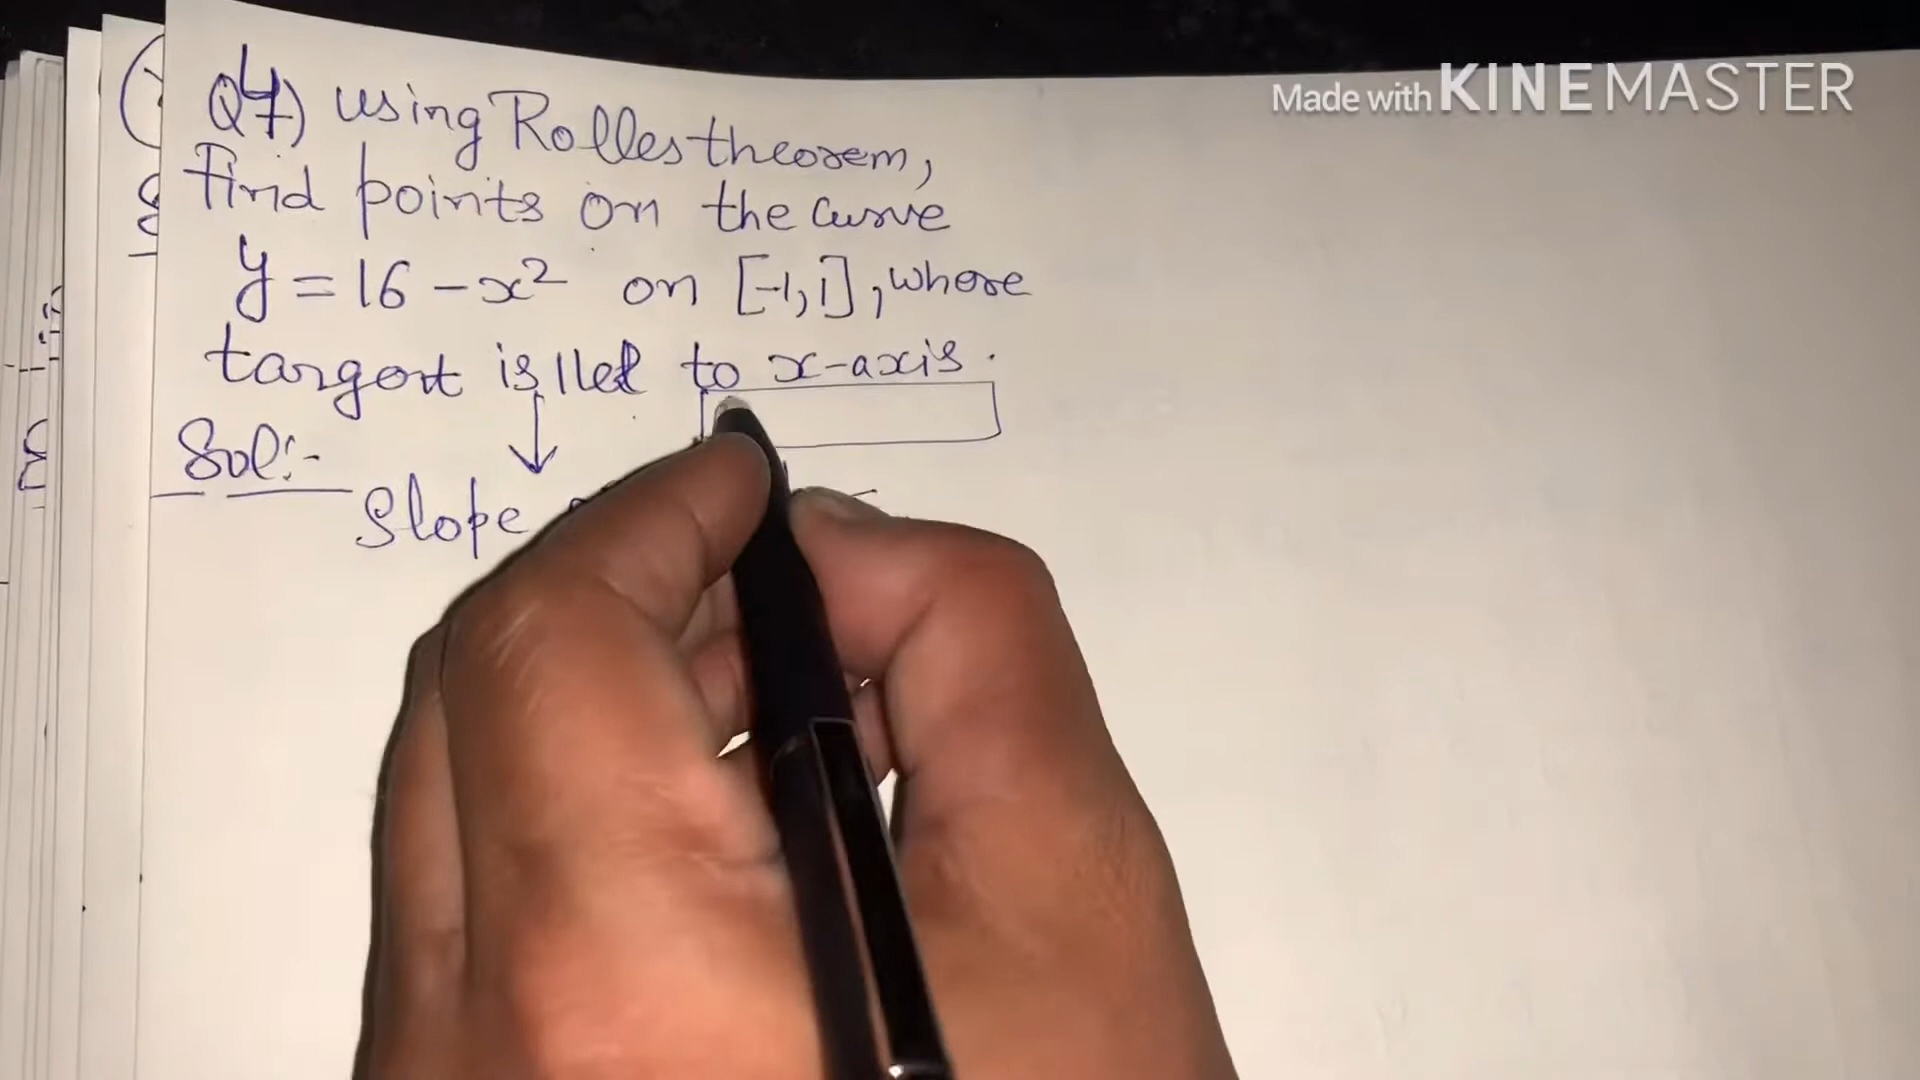 Made with KINEMASTER
Q4) using Rolles theorem,
Find points on the curve
y = 16 - x² on [-1, 1], where
tangent is ||el to x-axis.
Sol:-
Slope